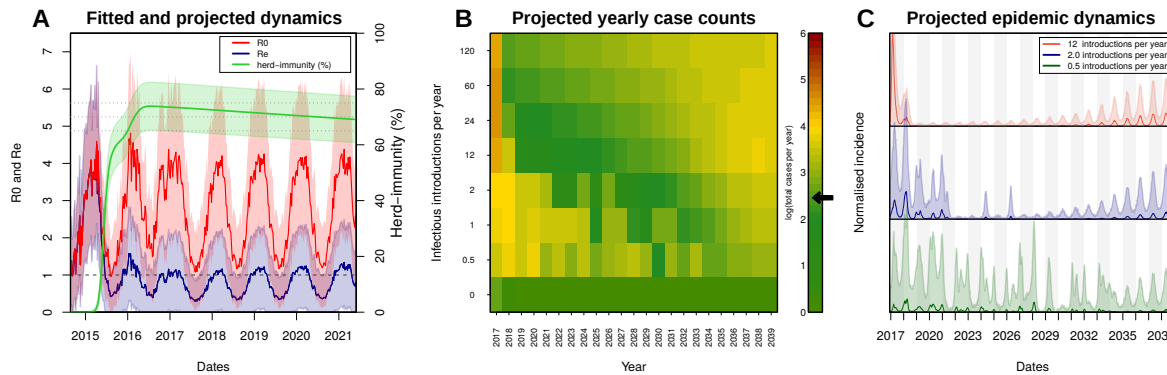 A Fitted and projected dynamics
R0
Re
herd-immunity (%)
R0 and Re
0 1 2 3 4 5 6 7
Herd-immunity (%)
0 20 40 60 80 100
2015 2016 2017 2018 2019 2020 2021
Dates
B Projected yearly case counts
Infectious introductions per year
120
60
24
12
2
1
0.5
0
2017 2018 2019 2020 2021 2022 2023 2024 2025 2026 2027 2028 2029 2030 2031 2032 2033 2034 2035 2036 2037 2038 2039
Year
log(total cases per year)
0 1 2 3 4 5 6
C Projected epidemic dynamics
12 introductions per year
2.0 introductions per year
0.5 introductions per year
Normalised incidence
2017 2020 2023 2026 2029 2032 2035 203
Dates